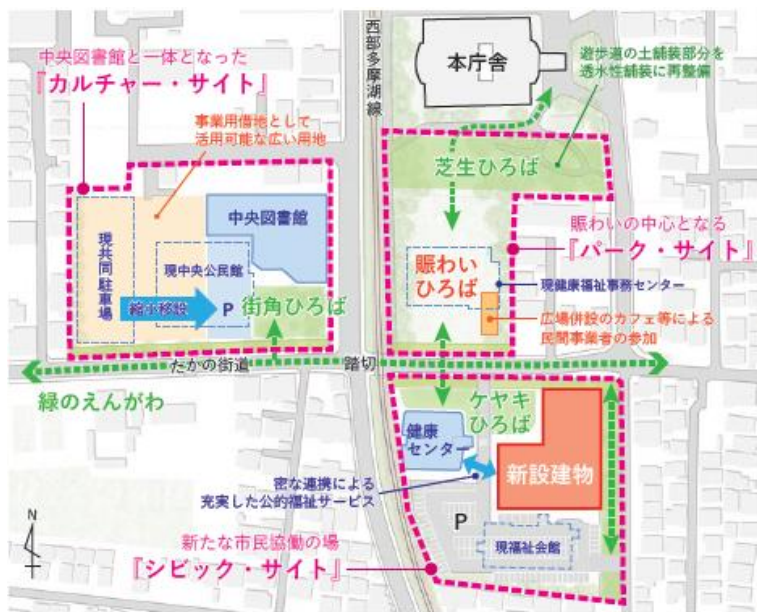 中央図書館と一体となった
『カルチャー・サイト』
事業用借地として
活用可能な広い用地
現共同駐車場
中央図書館
現中央公民館
縮小移設
P
街角ひろば
たかの街道
緑のえんがわ
西部多摩湖線
踏切
本庁舎
遊歩道の土舗装部分を
透水性舗装に再整備
芝生ひろば
賑わいの中心となる
『パーク・サイト』
賑わい
ひろば
現健康福祉事務センター
広場併設のカフェ等による
民間事業者の参加
ケヤキ
ひろば
健康
センター
新設建物
密な連携による
充実した公的福祉サービス
P
現福祉会館
新たな市民協働の場
『シビック・サイト』
N